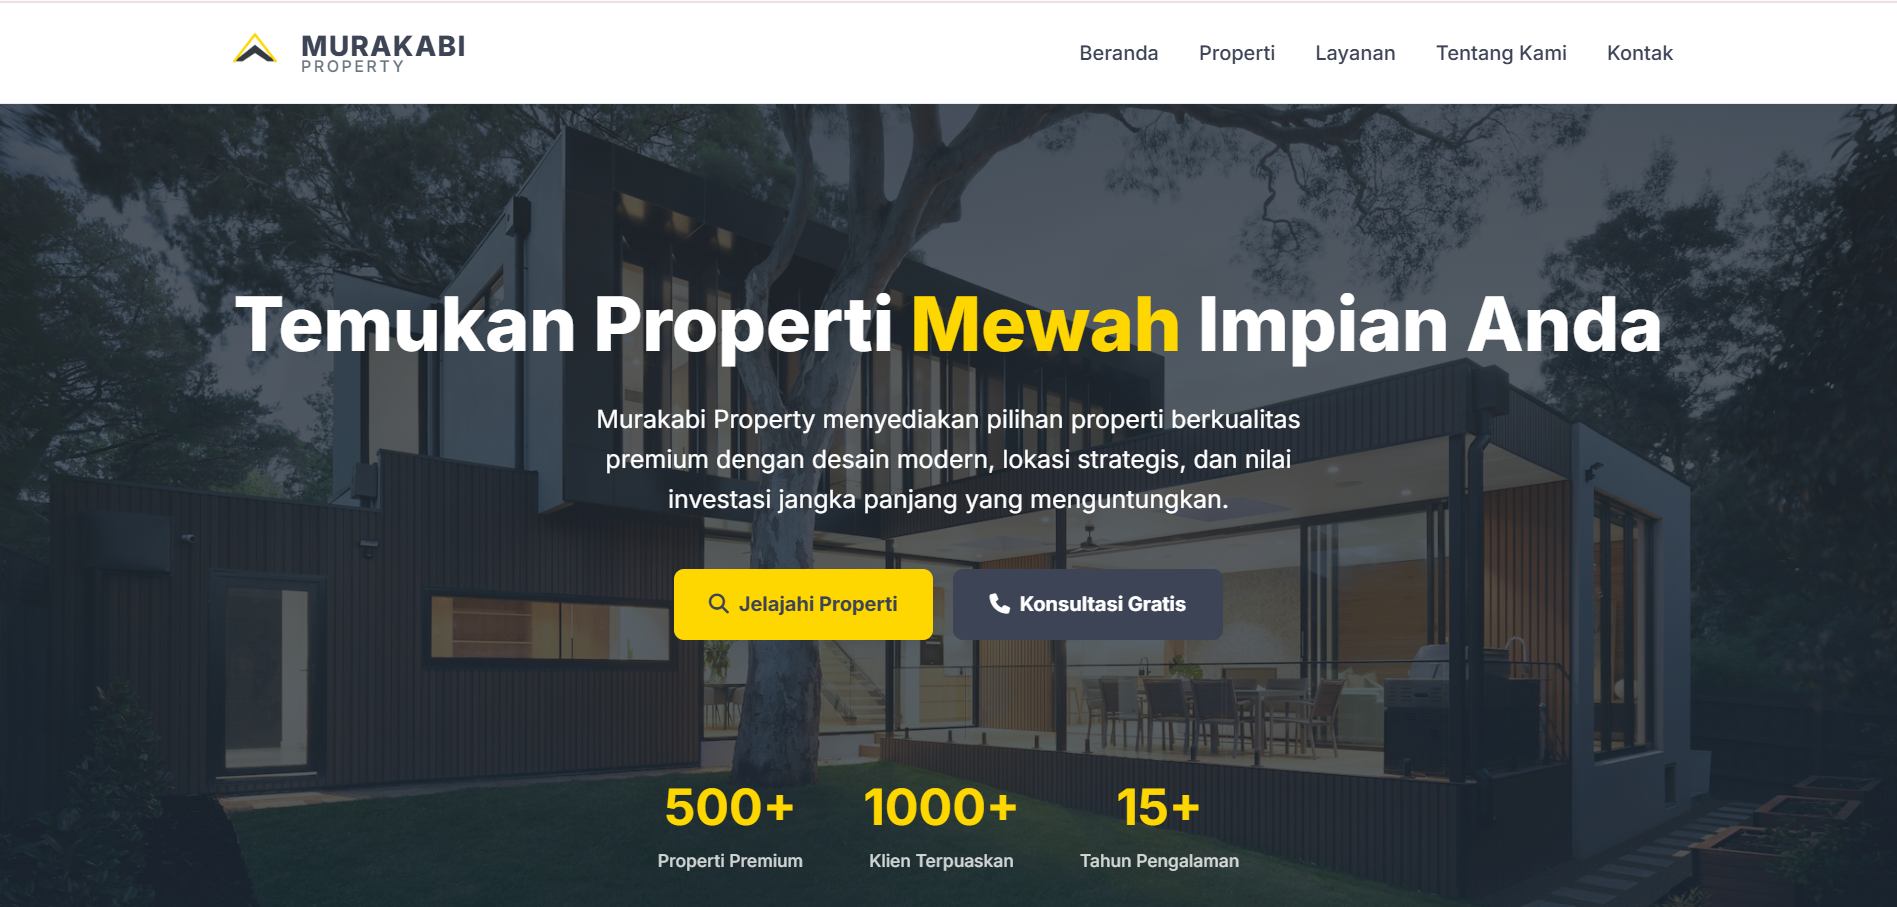 MURAKABI
PROPERTY
Beranda Properti Layanan Tentang Kami Kontak
Temukan Properti Mewah Impian Anda
Murakabi Property menyediakan pilihan properti berkualitas
premium dengan desain modern, lokasi strategis, dan nilai
investasi jangka panjang yang menguntungkan.
Jelajahi Properti Konsultasi Gratis
500+ 1000+ 15+
Properti Premium Klien Terpuaskan Tahun Pengalaman